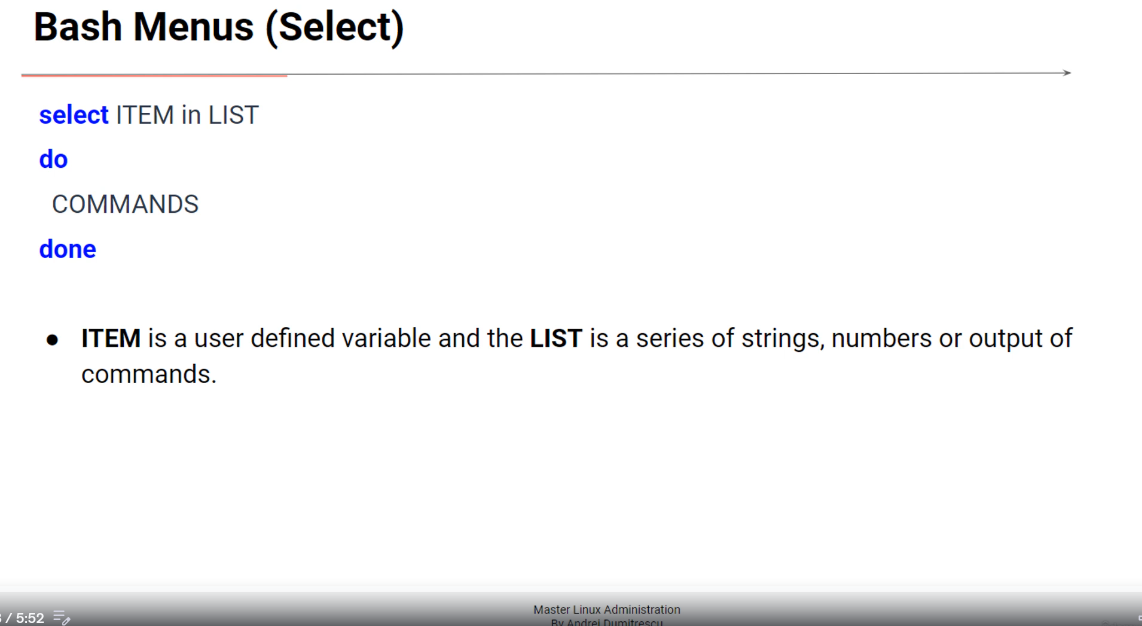 Bash Menus (Select)
select ITEM in LIST
do
COMMANDS
done
● ITEM is a user defined variable and the LIST is a series of strings, numbers or output of
commands.
/ 5:52
Master Linux Administration
By Andrei Dumitrescu